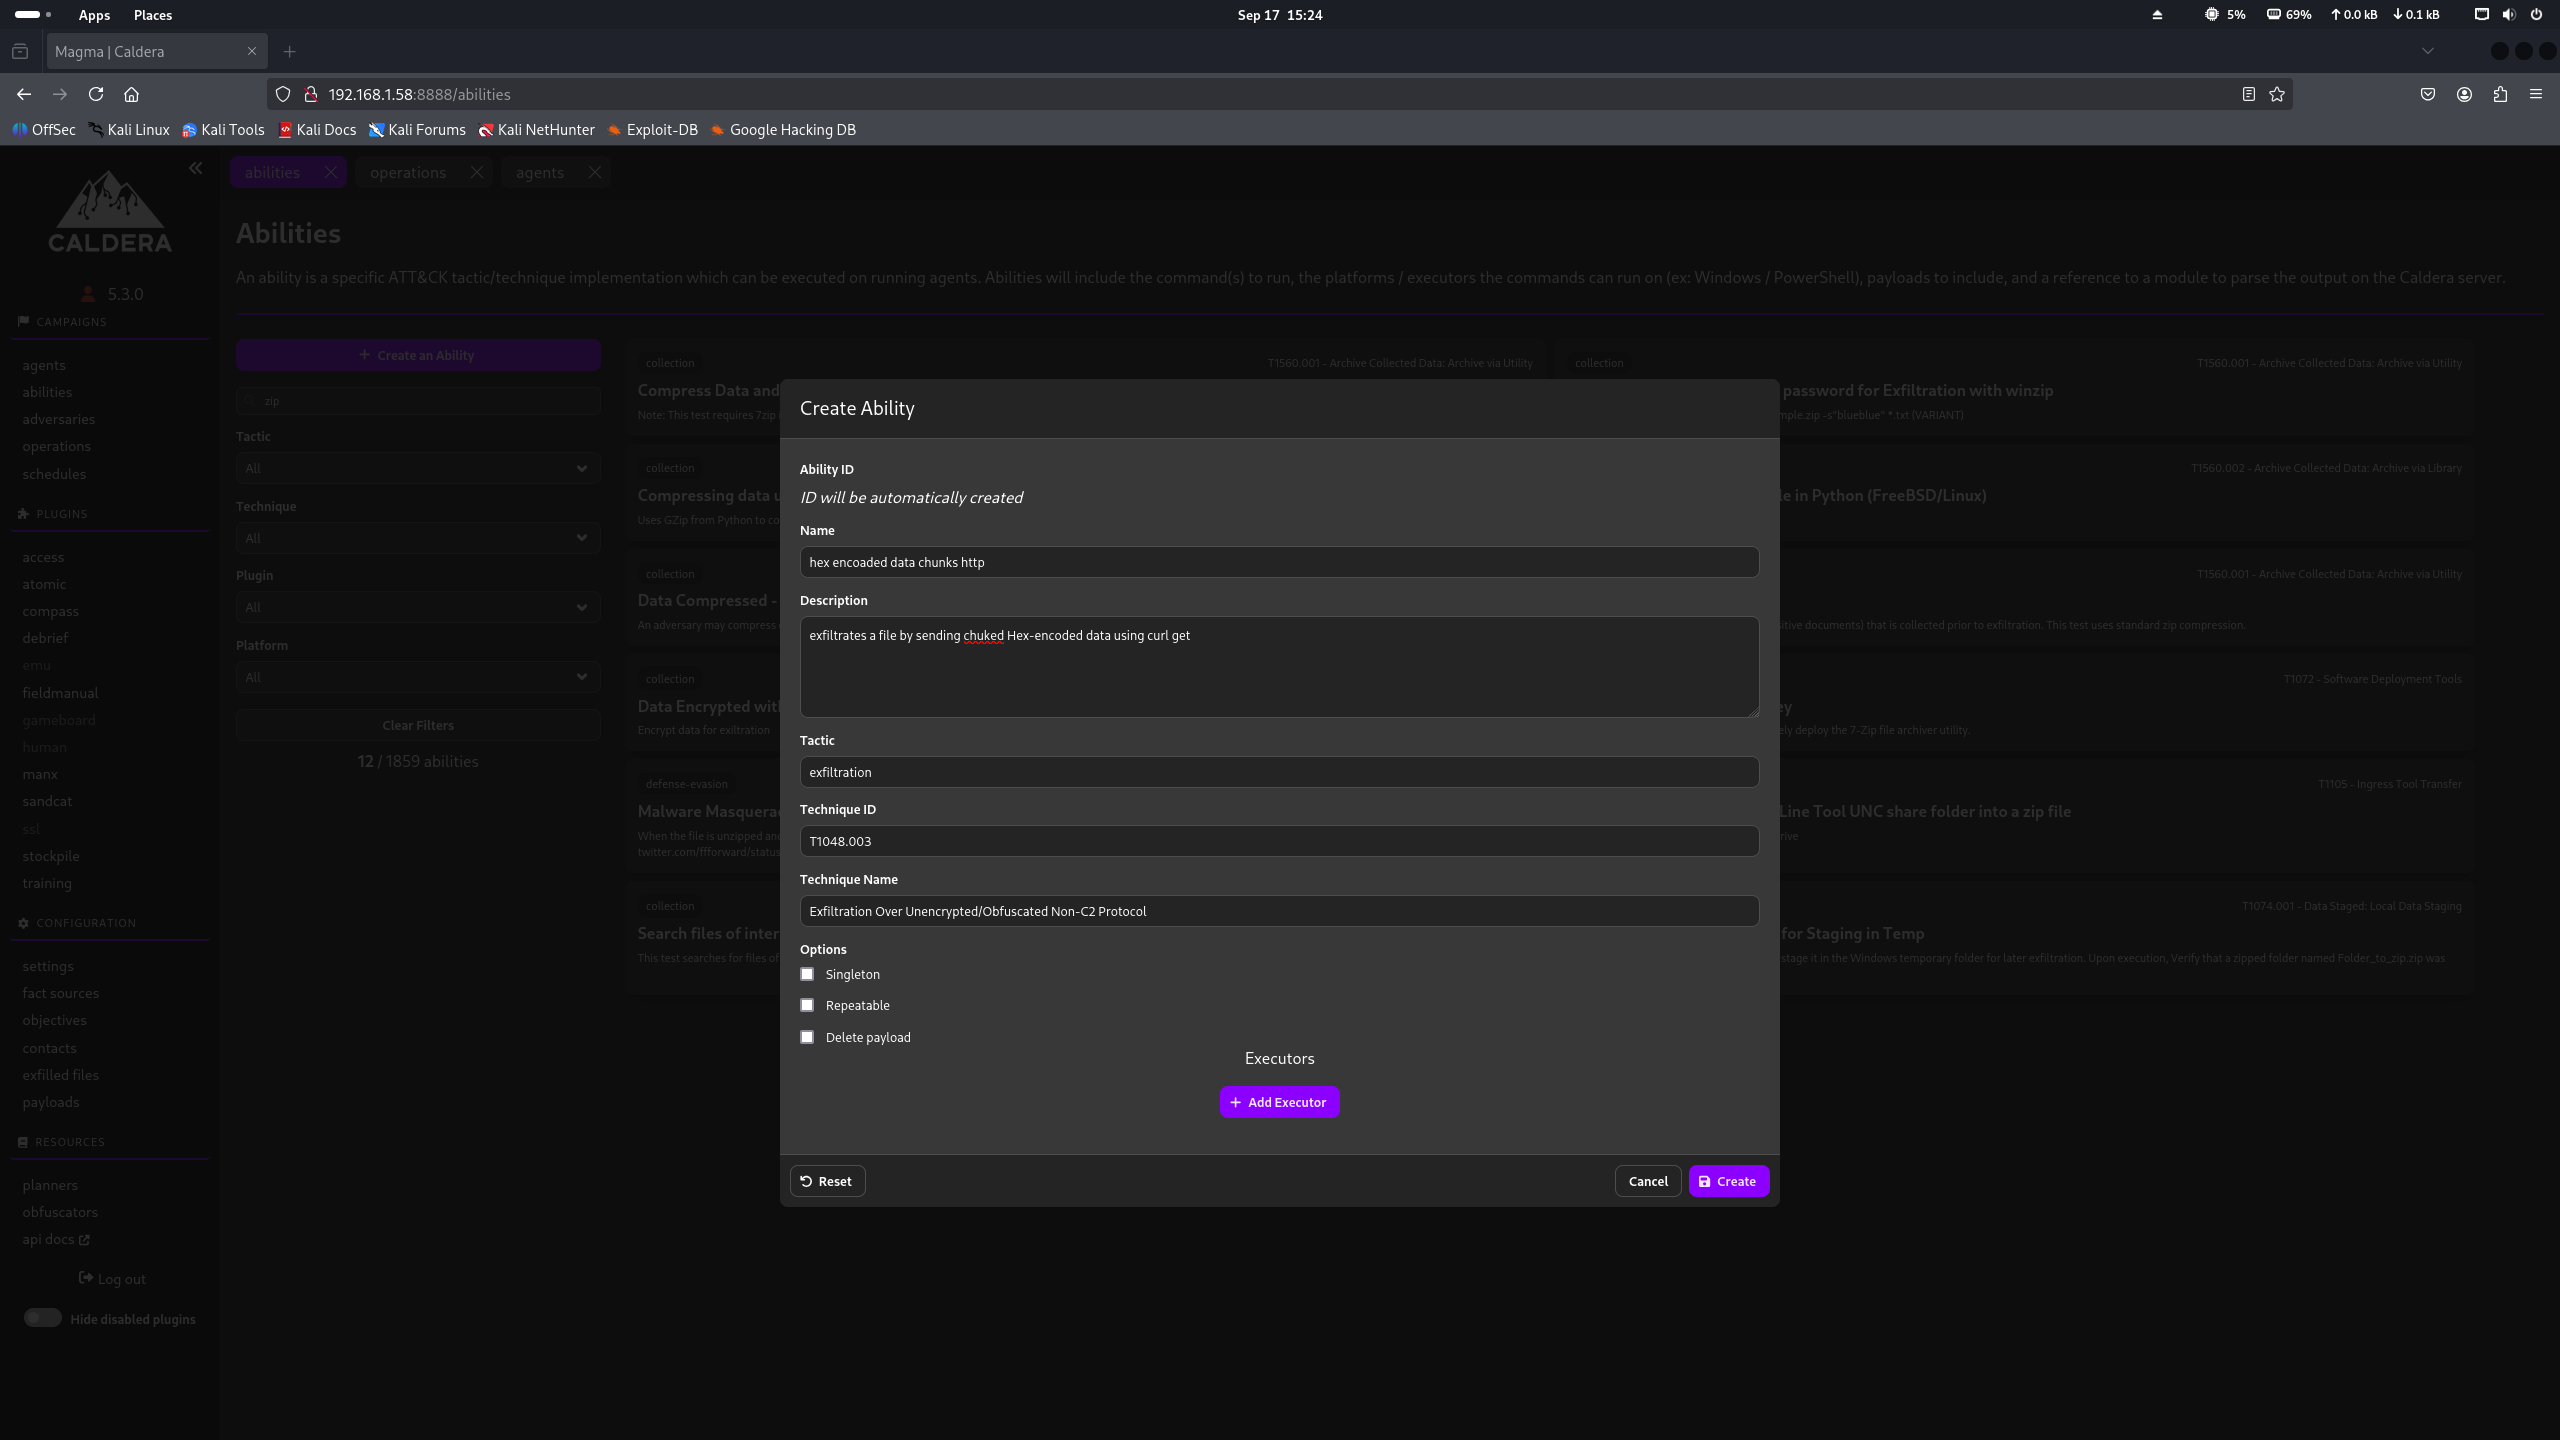 Apps Places Sep 17 15:24 5% 69% 0.0 kB 0.1 kB
Magma | Caldera
192.168.1.58:8888/abilities
OffSec Kali Linux Kali Tools Kali Docs Kali Forums Kali NetHunter Exploit-DB Google Hacking DB
CALDERA
5.3.0
CAMPAIGNS
agents
abilities
adversaries
operations
schedules
PLUGINS
access
atomic
compass
debrief
emu
fieldmanual
gameboard
human
manx
sandcat
ssl
stockpile
training
CONFIGURATION
settings
fact sources
objectives
contacts
exfilled files
payloads
RESOURCES
planners
obfuscators
api docs
Log out
Hide disabled plugins
abilities operations agents
Abilities
An ability is a specific ATT&CK tactic/technique implementation which can be executed on running agents. Abilities will include the command(s) to run, the platforms / executors the commands can run on (ex: Windows / PowerShell), payloads to include, and a reference to a module to parse the output on the Caldera server.
Create an Ability
zip
Tactic
All
Technique
All
Plugin
All
Platform
All
Clear Filters
12 / 1859 abilities
collection T1560.001 - Archive Collected Data: Archive via Utility
Compress Data and
Note: This test requires 7zip
collection T1560.001 - Archive Collected Data: Archive via Utility
password for Exfiltration with winzip
mple.zip -s"blueblue" *.txt (VARIANT)
collection
Compressing data u
Uses GZip from Python to co
T1560.002 - Archive Collected Data: Archive via Library
le in Python (FreeBSD/Linux)
collection
Data Compressed -
An adversary may compress
T1560.001 - Archive Collected Data: Archive via Utility
itive documents) that is collected prior to exfiltration. This test uses standard zip compression.
collection
Data Encrypted wit
Encrypt data for exiltration
T1072 - Software Deployment Tools
ey
ely deploy the 7-Zip file archiver utility.
defense-evasion
Malware Masquera
When the file is unzipped an
twitter.com/ffforward/status
T1105 - Ingress Tool Transfer
Line Tool UNC share folder into a zip file
rive
collection
Search files of inter
This test searches for files of
T1074.001 - Data Staged: Local Data Staging
for Staging in Temp
stage it in the Windows temporary folder for later exfiltration. Upon execution, Verify that a zipped folder named Folder_to_zip.zip was
Create Ability
Ability ID
ID will be automatically created
Name
hex encoaded data chunks http
Description
exfiltrates a file by sending chuked Hex-encoded data using curl get
Tactic
exfiltration
Technique ID
T1048.003
Technique Name
Exfiltration Over Unencrypted/Obfuscated Non-C2 Protocol
Options
Singleton
Repeatable
Delete payload
Executors
Add Executor
Reset Cancel Create